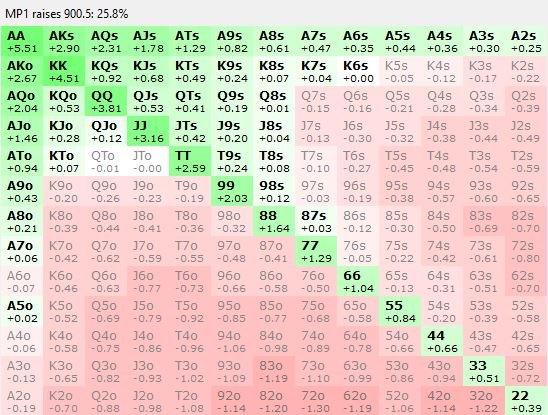 MP1 raises 900.5: 25.8%
AA AKs AQs AJs ATs A9s A8s A7s A6s A5s A4s A3s A2s
+5.51 +2.90 +2.31 +1.78 +1.29 +0.82 +0.61 +0.47 +0.35 +0.44 +0.36 +0.30 +0.25
AKo KK KQs KJs KTs K9s K8s K7s K6s K5s K4s K3s K2s
+2.67 +4.51 +0.92 +0.68 +0.49 +0.24 +0.07 +0.04 +0.00 -0.05 -0.12 -0.17 -0.22
AQo KQo QQ QJs QTs Q9s Q8s Q7s Q6s Q5s Q4s Q3s Q2s
+2.04 +0.53 +3.81 +0.53 +0.41 +0.19 +0.01 -0.15 -0.16 -0.21 -0.28 -0.34 -0.39
AJo KJo QJo JJ JTs J9s J8s J7s J6s J5s J4s J3s J2s
+1.46 +0.28 +0.12 +3.16 +0.42 +0.20 +0.04 -0.13 -0.30 -0.32 -0.38 -0.44 -0.49
ATo KTo QTo JTo TT T9s T8s T7s T6s T5s T4s T3s T2s
+0.94 +0.07 -0.01 -0.00 +2.59 +0.24 +0.08 -0.10 -0.27 -0.45 -0.48 -0.54 -0.59
A9o K9o Q9o J9o T9o 99 98s 97s 96s 95s 94s 93s 92s
+0.43 -0.20 -0.26 -0.23 -0.19 +2.03 +0.12 -0.03 -0.19 -0.38 -0.57 -0.60 -0.65
A8o K8o Q8o J8o T8o 98o 88 87s 86s 85s 84s 83s 82s
+0.21 -0.39 -0.44 -0.41 -0.36 -0.32 +1.64 +0.03 -0.12 -0.30 -0.50 -0.69 -0.70
A7o K7o Q7o J7o T7o 97o 87o 77 76s 75s 74s 73s 72s
+0.06 -0.42 -0.62 -0.59 -0.55 -0.48 -0.41 +1.29 -0.05 -0.22 -0.42 -0.61 -0.80
A6o K6o Q6o J6o T6o 96o 86o 76o 66 65s 64s 63s 62s
-0.07 -0.46 -0.63 -0.77 -0.73 -0.66 -0.58 -0.50 +1.04 -0.13 -0.31 -0.51 -0.70
A5o K5o Q5o J5o T5o 95o 85o 75o 65o 55 54s 53s 52s
+0.02 -0.52 -0.69 -0.79 -0.92 -0.85 -0.77 -0.68 -0.58 +0.84 -0.20 -0.39 -0.58
A4o K4o Q4o J4o T4o 94o 84o 74o 64o 54o 44 43s 42s
-0.06 -0.58 -0.75 -0.86 -0.96 -1.06 -0.98 -0.89 -0.78 -0.66 +0.66 -0.47 -0.65
A3o K3o Q3o J3o T3o 93o 83o 73o 63o 53o 43o 33 32s
-0.13 -0.65 -0.82 -0.93 -1.02 -1.09 -1.19 -1.10 -0.99 -0.86 -0.94 +0.51 -0.72
A2o K2o Q2o J2o T2o 92o 82o 72o 62o 52o 42o 32o 22
-0.19 -0.70 -0.88 -0.98 -1.08 -1.14 -1.20 -1.30 -1.19 -1.06 -1.14 -1.22 +0.39